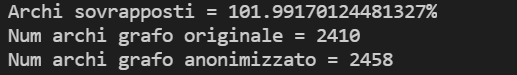 Archi sovrapposti = 101.99170124481327%
Num archi grafo originale = 2410
Num archi grafo anonimizzato = 2458